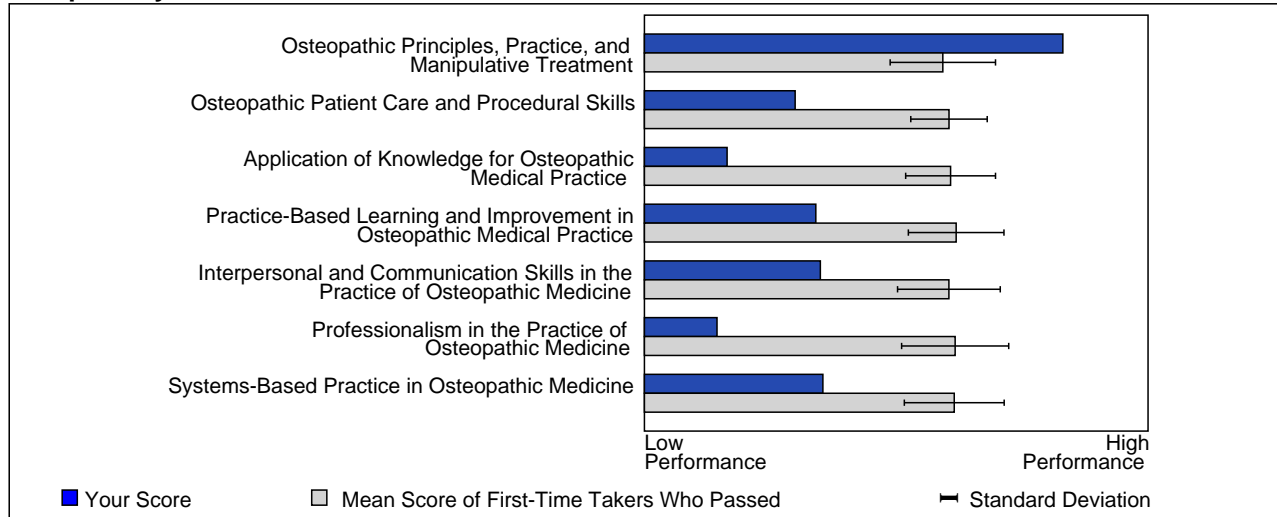 Osteopathic Principles, Practice, and
Manipulative Treatment
Osteopathic Patient Care and Procedural Skills
Application of Knowledge for Osteopathic
Medical Practice
Practice-Based Learning and Improvement in
Osteopathic Medical Practice
Interpersonal and Communication Skills in the
Practice of Osteopathic Medicine
Professionalism in the Practice of
Osteopathic Medicine
Systems-Based Practice in Osteopathic Medicine
Low High
Performance Performance
Your Score Mean Score of First-Time Takers Who Passed Standard Deviation